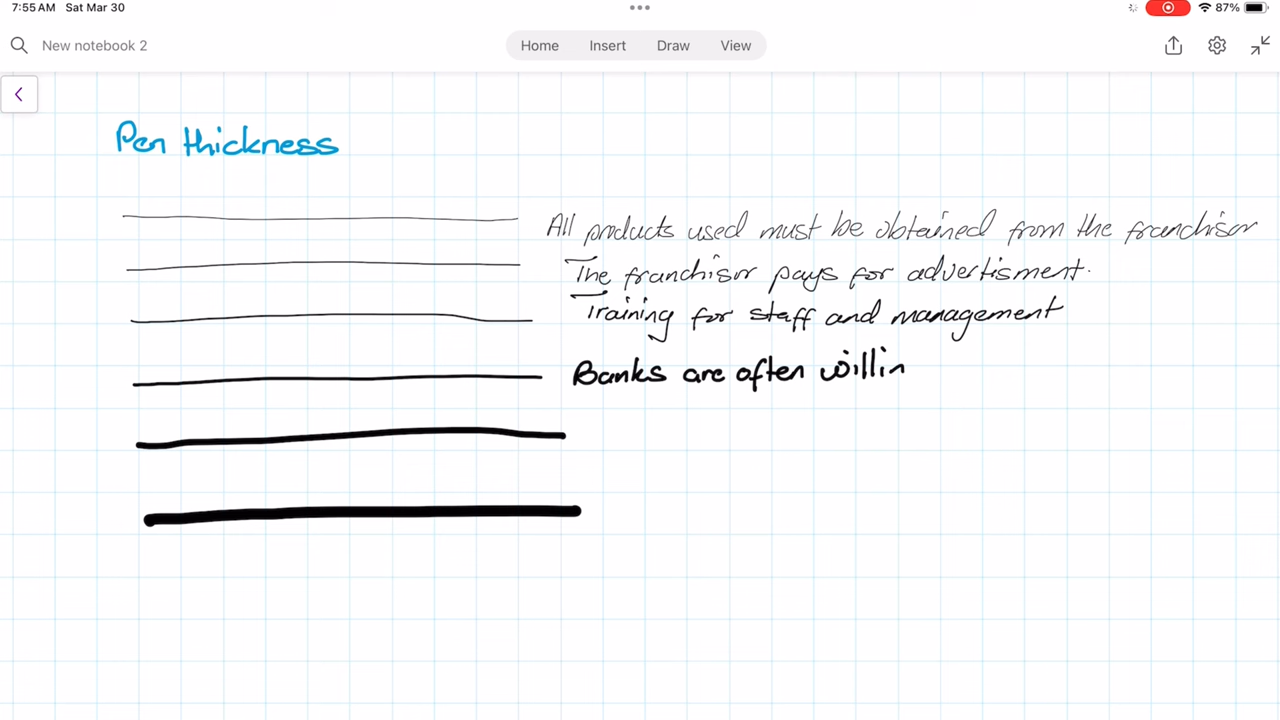 7:55 AM Sat Mar 30 87%
New notebook 2 Home Insert Draw View
Pen thickness
All products used must be obtained from the franchisor
The franchisor pays for advertisment.
Training for staff and management
Banks are often willin